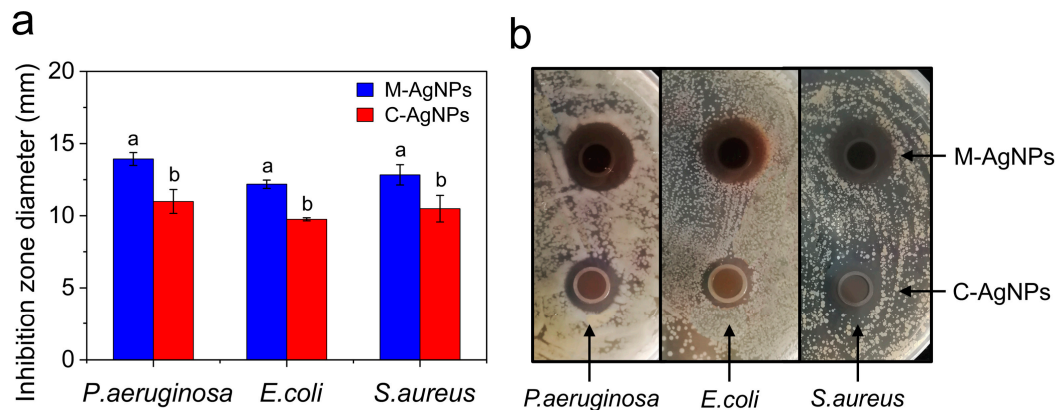 a
Inhibition zone diameter (mm)
20
15
10
5
0
M-AgNPs
C-AgNPs
a
b
a
b
a
b
P.aeruginosa
E.coli
S.aureus
b
M-AgNPs
C-AgNPs
P.aeruginosa
E.coli
S.aureus